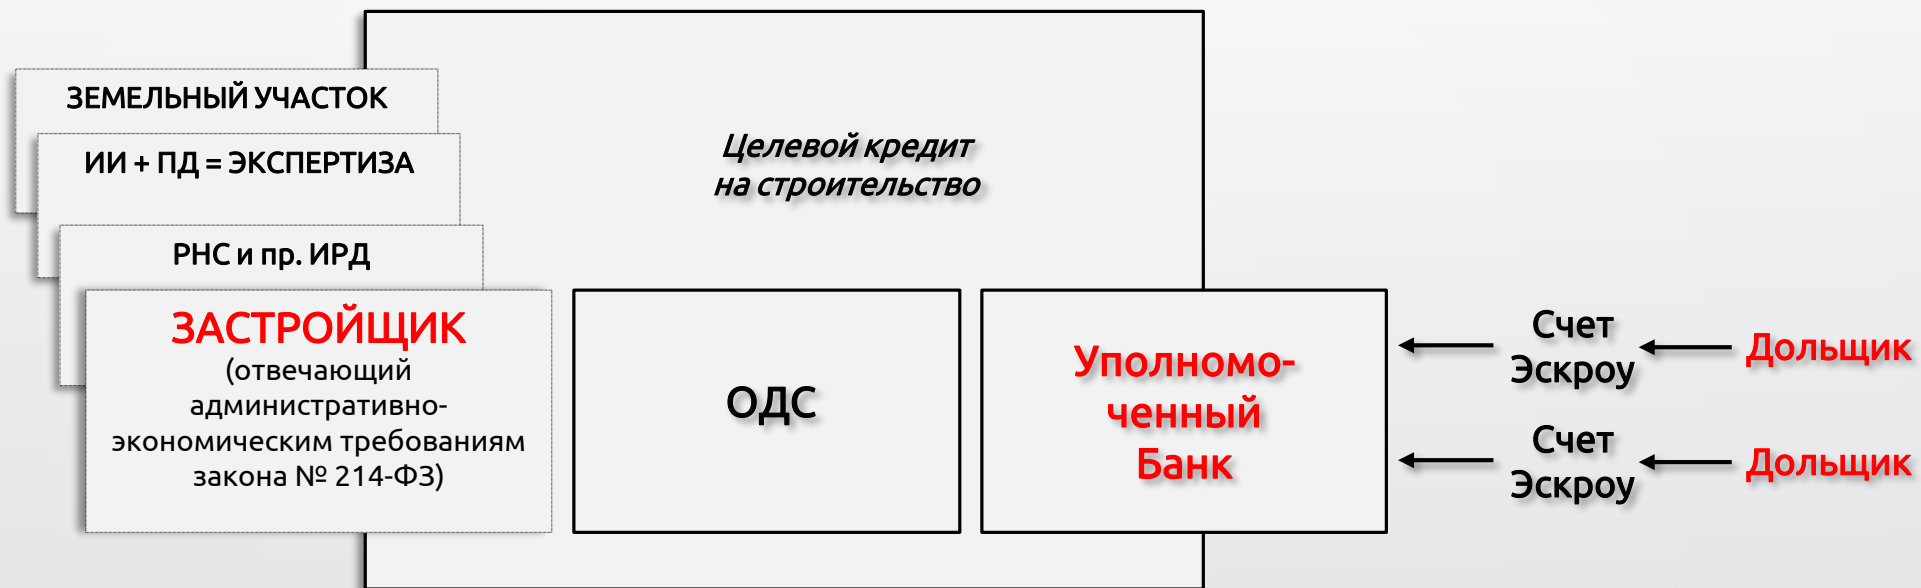 ЗЕМЕЛЬНЫЙ УЧАСТОК
ИИ + ПД = ЭКСПЕРТИЗА
РНС и пр. ИРД
ЗАСТРОЙЩИК
(отвечающий
административно-
экономическим требованиям
закона № 214-ФЗ)
Целевой кредит
на строительство
ОДС
Уполномо-
ченный
Банк
Счет
Эскроу
Дольщик
Счет
Эскроу
Дольщик